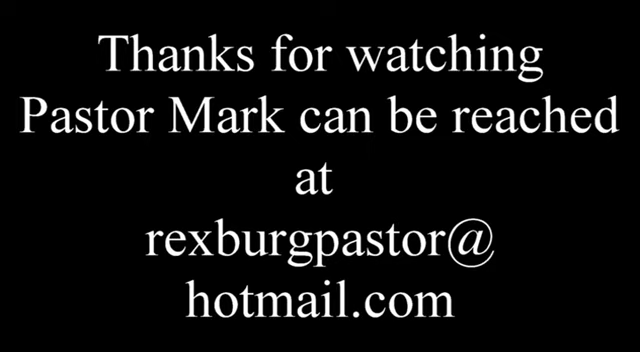 Thanks for watching
Pastor Mark can be reached
at
rexburgpastor@
hotmail.com